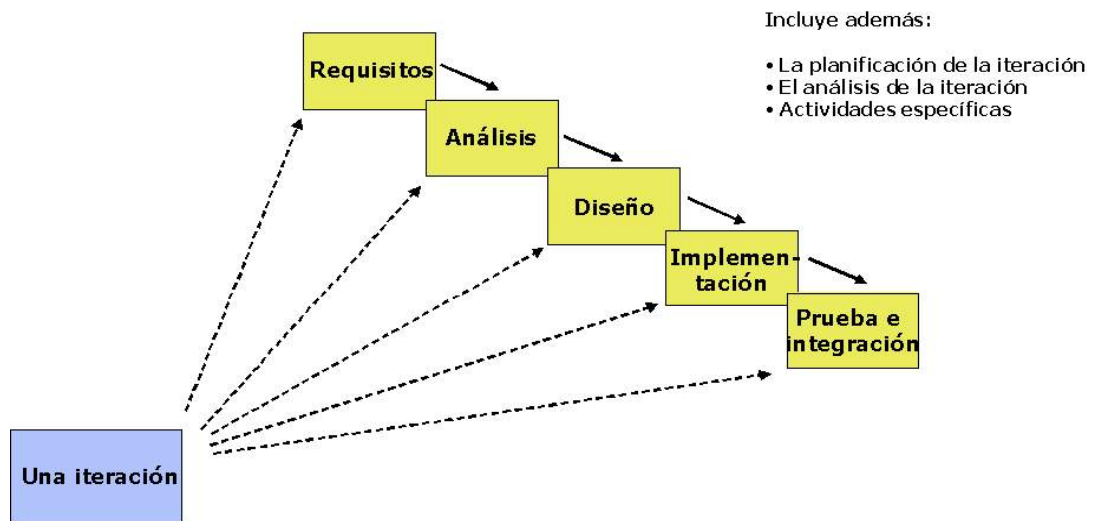 Incluye además:
• La planificación de la iteración
• El análisis de la iteración
• Actividades específicas
Requisitos
Análisis
Diseño
Implemen-
tación
Prueba e
integración
Una iteración